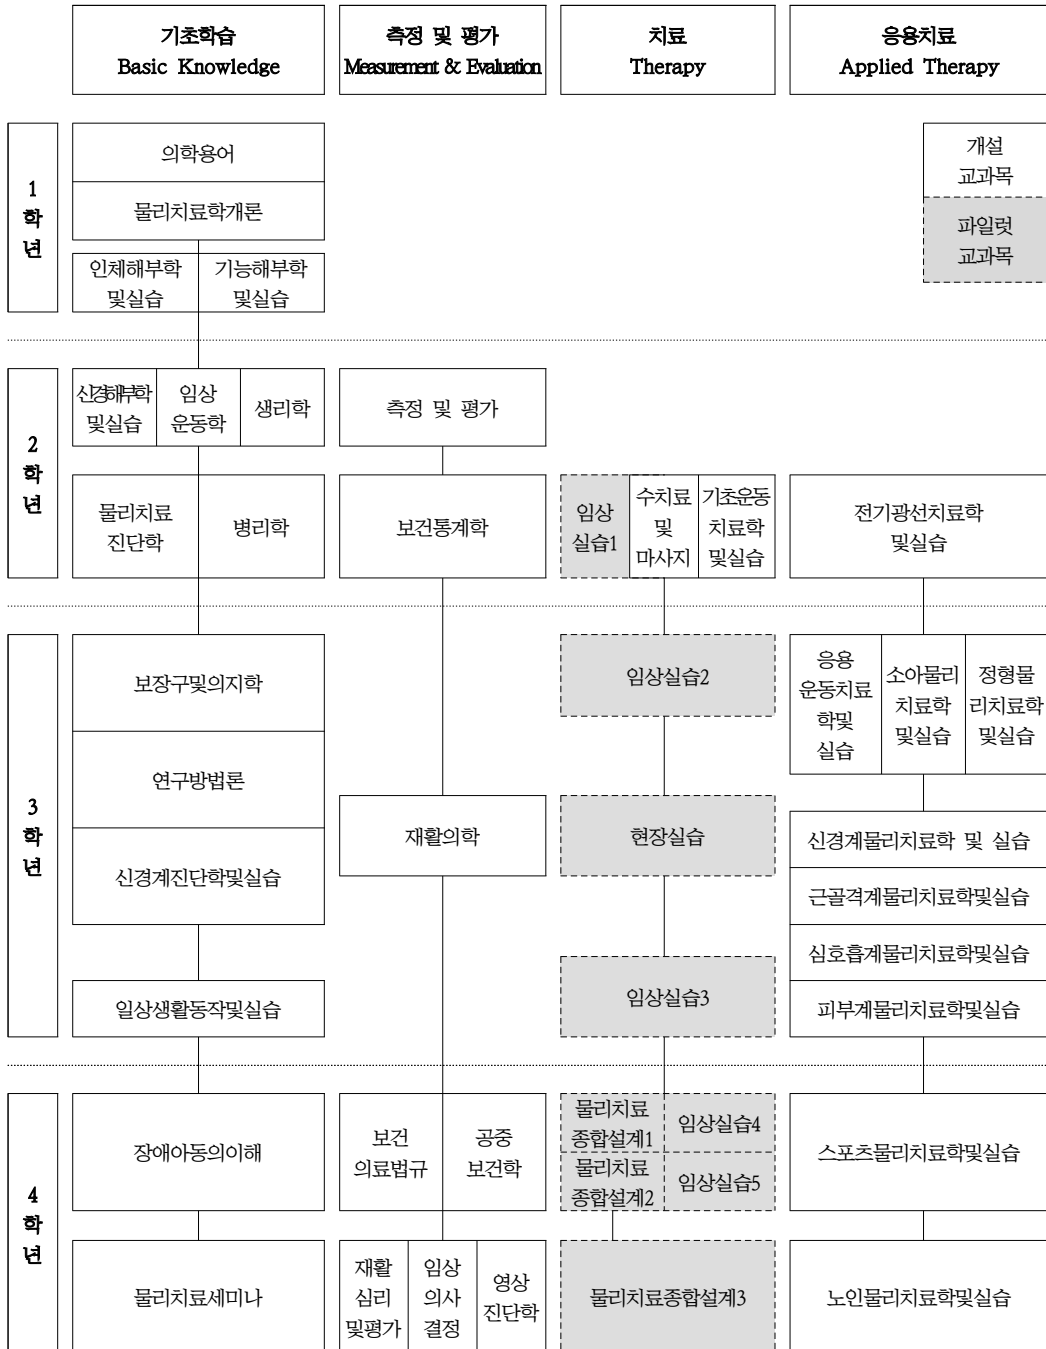 기초학습
Basic Knowledge
측정 및 평가
Measurement & Evaluation
치료
Therapy
응용치료
Applied Therapy
1
학
년
의학용어
물리치료학개론
인체해부학
및실습
기능해부학
및실습
개설
교과목
파일럿
교과목
2
학
년
신경해부학
및실습
임상
운동학
생리학
측정 및 평가
물리치료
진단학
병리학
보건통계학
임상
실습1
수치료
및
마사지
기초운동
치료학
및실습
전기광선치료학
및실습
3
학
년
보장구및의지학
연구방법론
신경계진단학및실습
일상생활동작및실습
재활의학
임상실습2
현장실습
임상실습3
응용
운동치료
학및
실습
소아물리
치료학
및실습
정형물
리치료학
및실습
신경계물리치료학 및 실습
근골격계물리치료학및실습
심호흡계물리치료학및실습
피부계물리치료학및실습
4
학
년
장애아동의이해
보건
의료법규
공중
보건학
물리치료
종합설계1
임상실습4
물리치료
종합설계2
임상실습5
스포츠물리치료학및실습
물리치료세미나
재활
심리
및평가
임상
의사
결정
영상
진단학
물리치료종합설계3
노인물리치료학및실습